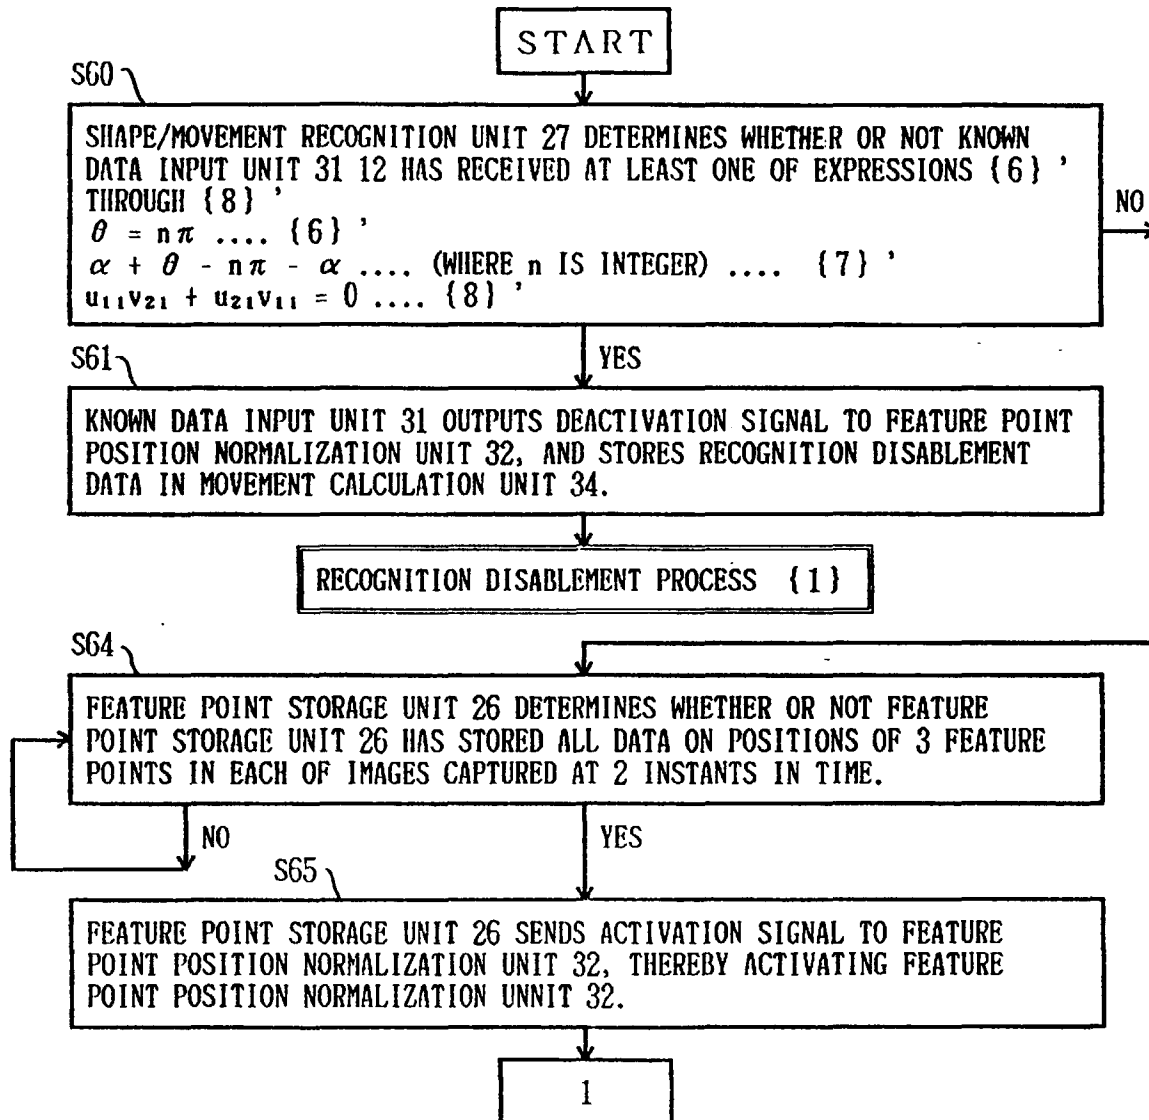 START
S60
SHAPE/MOVEMENT RECOGNITION UNIT 27 DETERMINES WHETHER OR NOT KNOWN
DATA INPUT UNIT 31 12 HAS RECEIVED AT LEAST ONE OF EXPRESSIONS {6} '
THROUGH {8} '
θ = nπ .... {6} '
α + θ - nπ - α .... (WHERE n IS INTEGER) .... {7} '
u₁₁v₂₁ + u₂₁v₁₁ = 0 .... {8} '
NO
YES
S61
KNOWN DATA INPUT UNIT 31 OUTPUTS DEACTIVATION SIGNAL TO FEATURE POINT
POSITION NORMALIZATION UNIT 32, AND STORES RECOGNITION DISABLEMENT
DATA IN MOVEMENT CALCULATION UNIT 34.
RECOGNITION DISABLEMENT PROCESS {1}
S64
FEATURE POINT STORAGE UNIT 26 DETERMINES WHETHER OR NOT FEATURE
POINT STORAGE UNIT 26 HAS STORED ALL DATA ON POSITIONS OF 3 FEATURE
POINTS IN EACH OF IMAGES CAPTURED AT 2 INSTANTS IN TIME.
NO
YES
S65
FEATURE POINT STORAGE UNIT 26 SENDS ACTIVATION SIGNAL TO FEATURE
POINT POSITION NORMALIZATION UNIT 32, THEREBY ACTIVATING FEATURE
POINT POSITION NORMALIZATION UNNIT 32.
1